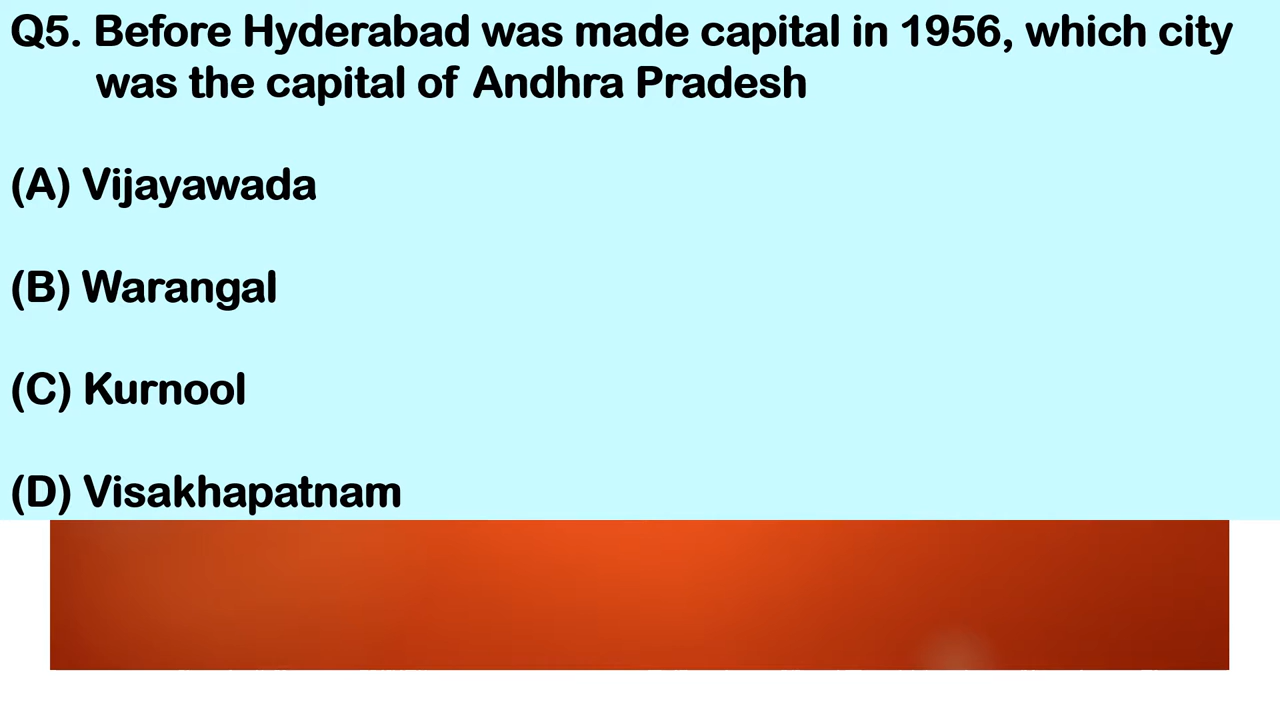 Q5. Before Hyderabad was made capital in 1956, which city
was the capital of Andhra Pradesh
(A) Vijayawada
(B) Warangal
(C) Kurnool
(D) Visakhapatnam